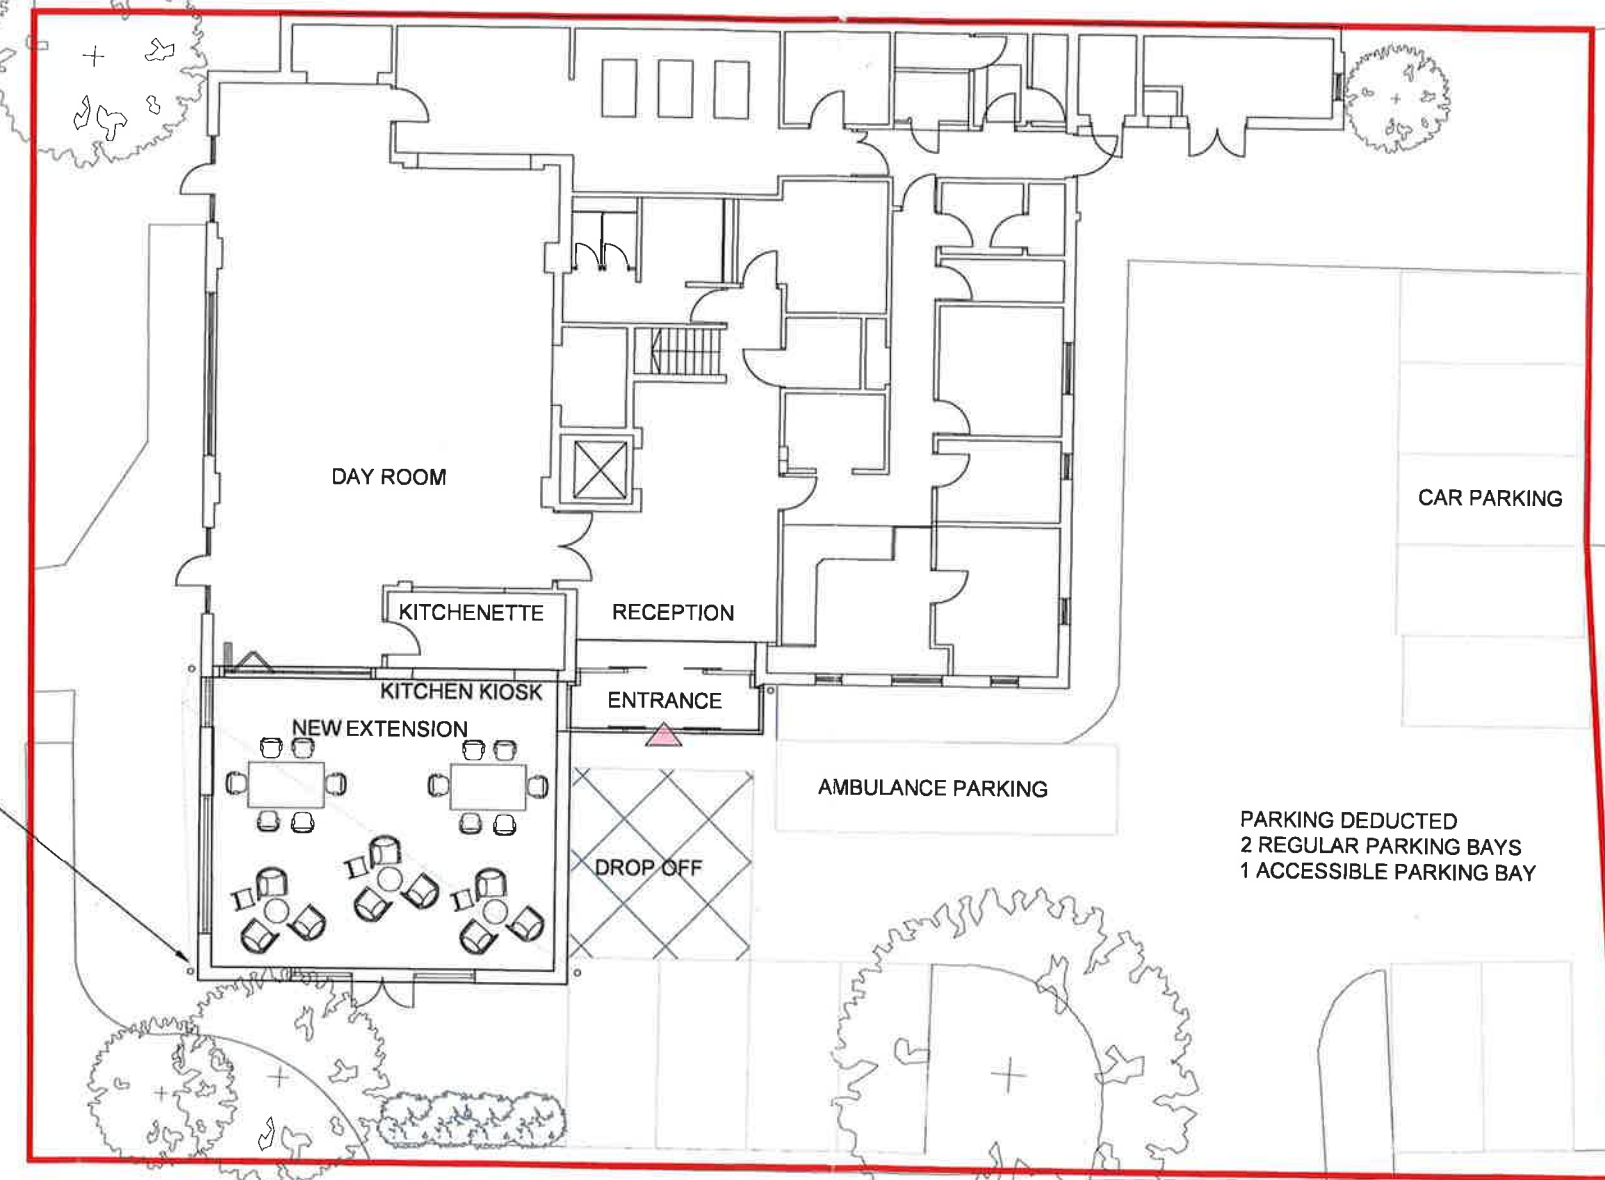 DAY ROOM
CAR PARKING
KITCHENETTE
RECEPTION
KITCHEN KIOSK
ENTRANCE
NEW EXTENSION
AMBULANCE PARKING
DROP OFF
PARKING DEDUCTED
2 REGULAR PARKING BAYS
1 ACCESSIBLE PARKING BAY